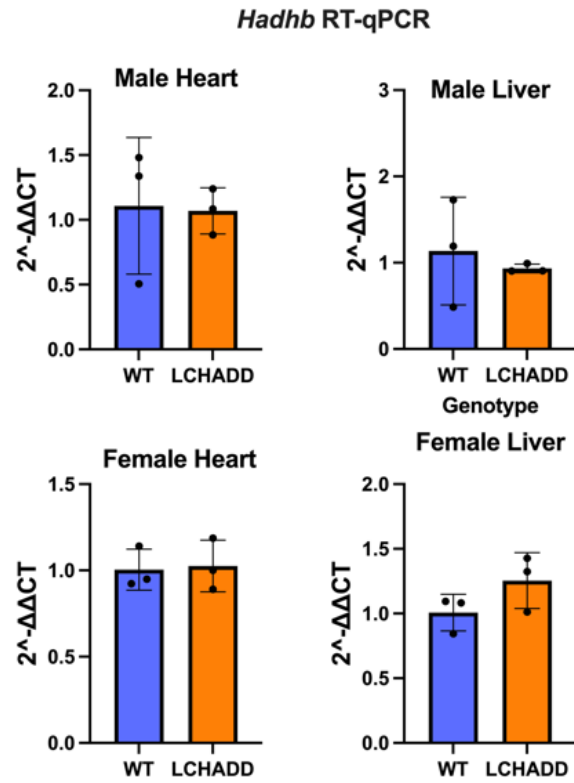 Hadhb RT-qPCR
Male Heart
2^-ΔΔCT
2.0
1.5
1.0
0.5
0.0
WT LCHADD
Male Liver
2^-ΔΔCT
3
2
1
0
WT LCHADD
Genotype
Female Heart
2^-ΔΔCT
1.5
1.0
0.5
0.0
WT LCHADD
Female Liver
2^-ΔΔCT
2.0
1.5
1.0
0.5
0.0
WT LCHADD